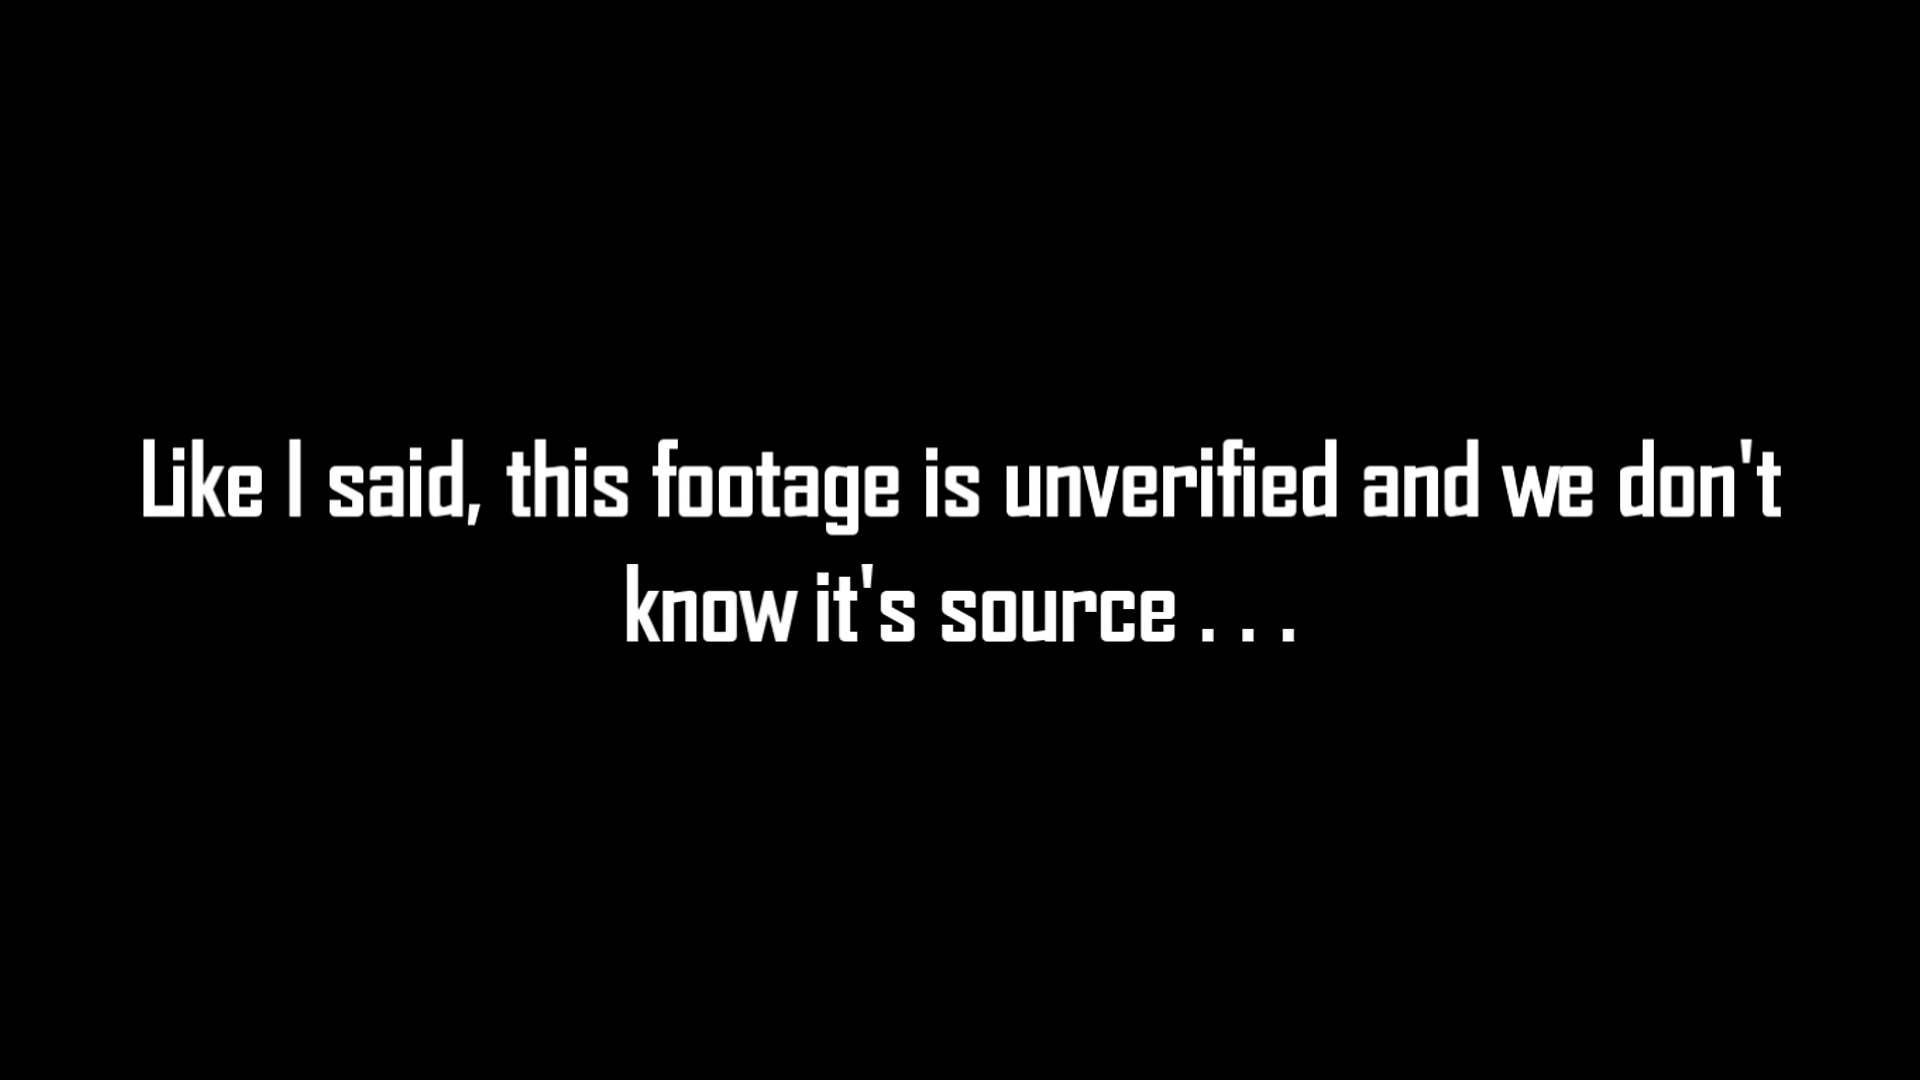 Like I said, this footage is unverified and we don't
know it's source . . .